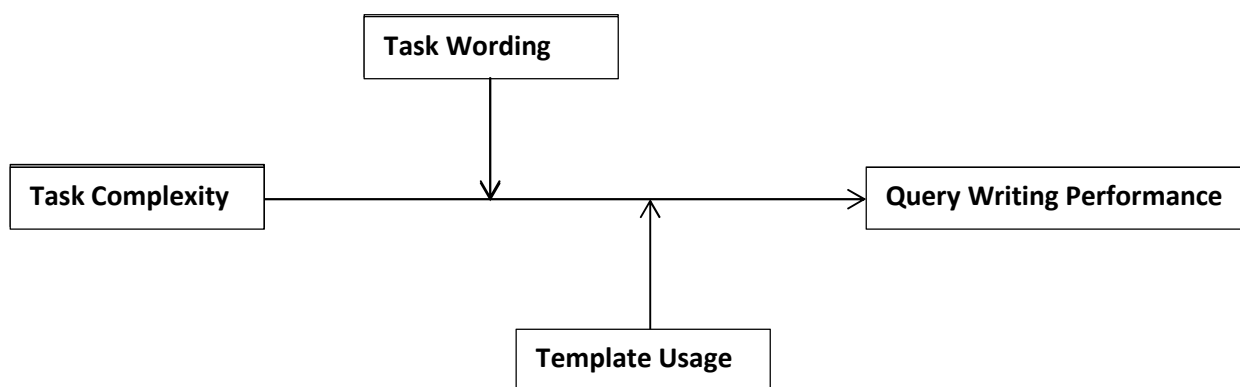 Task Wording
Task Complexity
Query Writing Performance
Template Usage